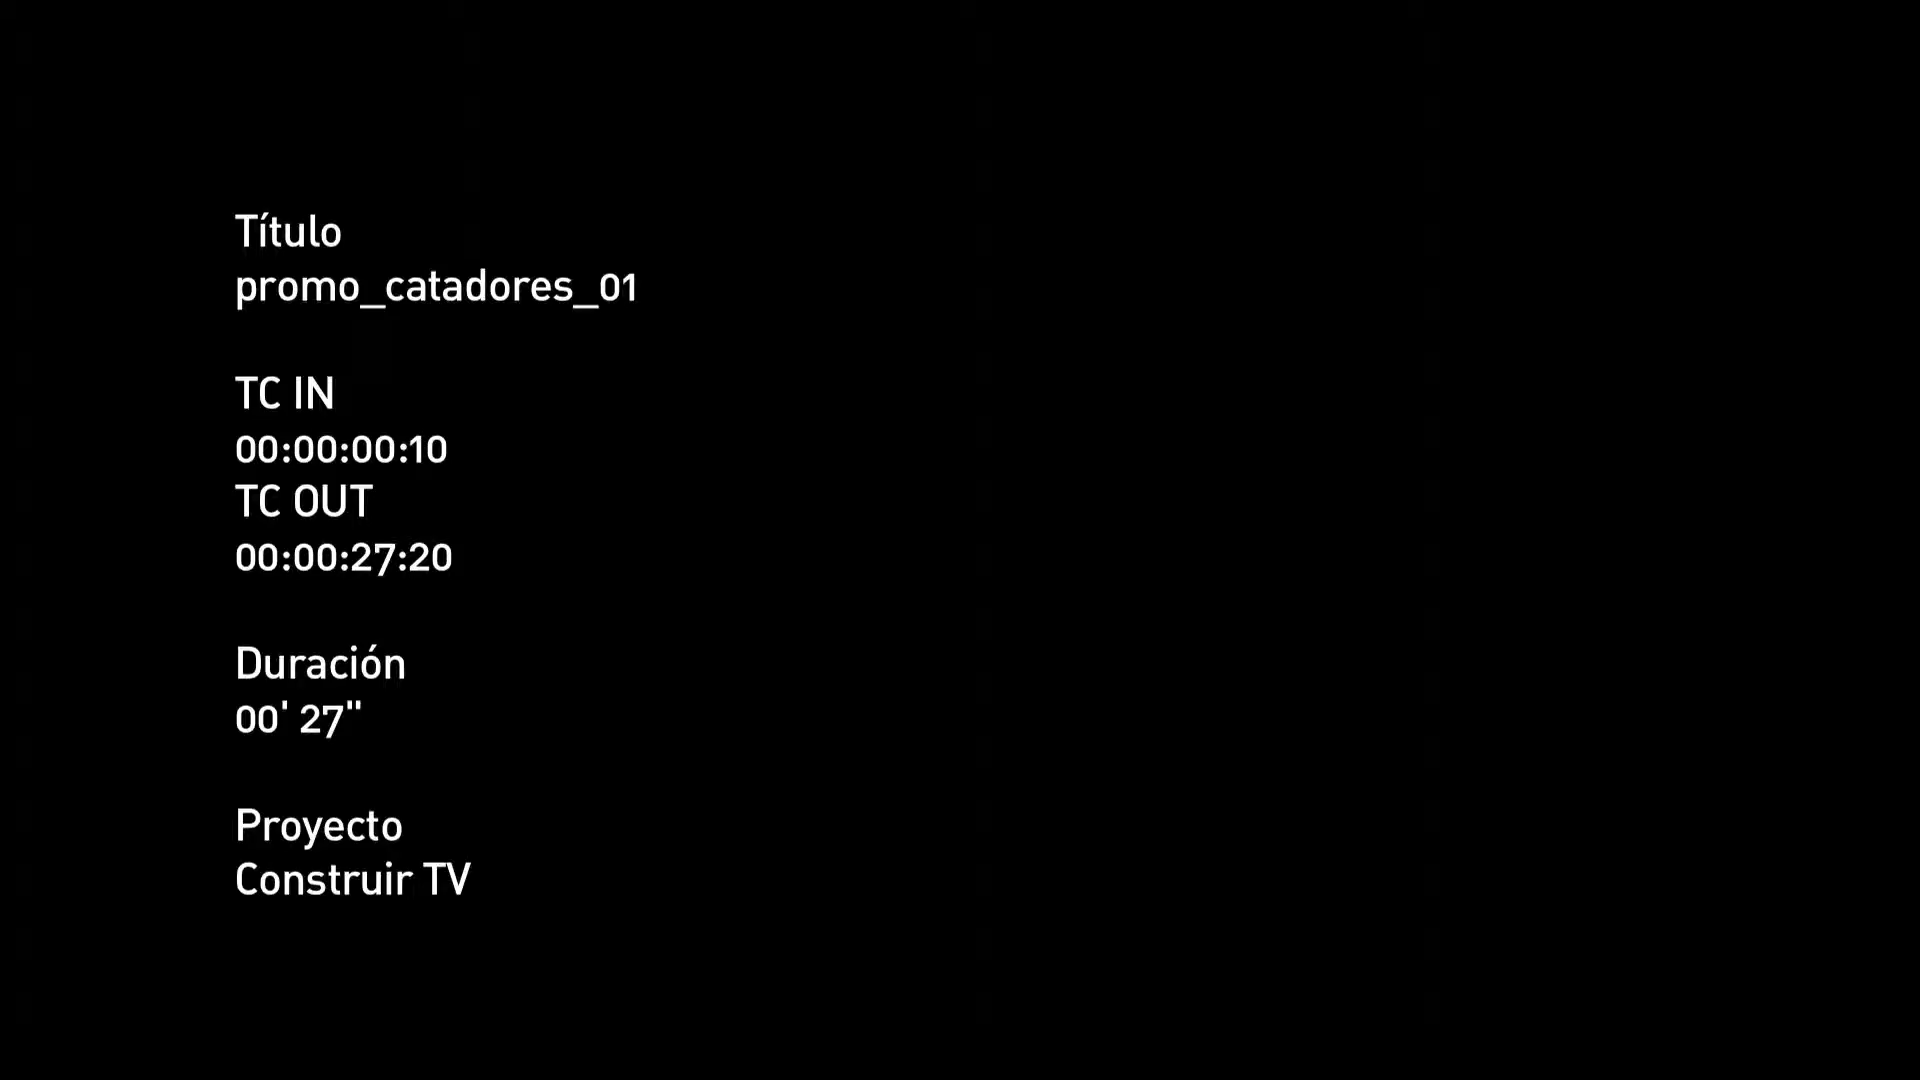 Título
promo_catadores_01
TC IN
00:00:00:10
TC OUT
00:00:27:20
Duración
00' 27"
Proyecto
Construir TV